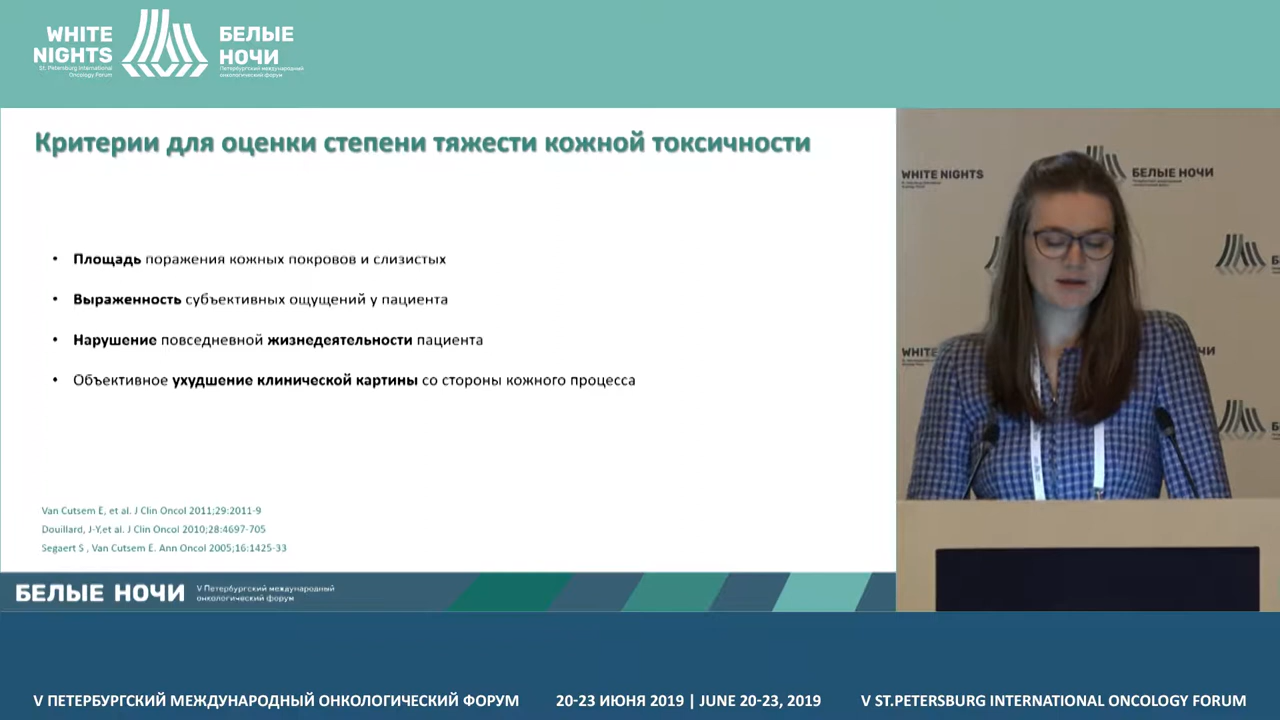 WHITE
NIGHTS
St. Petersburg International
Oncology Forum
БЕЛЫЕ
НОЧИ
Петербургский международный
онкологический форум
Критерии для оценки степени тяжести кожной токсичности
• Площадь поражения кожных покровов и слизистых
• Выраженность субъективных ощущений у пациента
• Нарушение повседневной жизнедеятельности пациента
• Объективное ухудшение клинической картины со стороны кожного процесса
Van Cutsem E, et al. J Clin Oncol 2011;29:2011-9
Douillard, J-Y,et al. J Clin Oncol 2010;28:4697-705
Segaert S , Van Cutsem E. Ann Oncol 2005;16:1425-33
БЕЛЫЕ НОЧИ
V Петербургский международный
онкологический форум
WHITE NIGHTS
БЕЛЫЕ НОЧИ
V ПЕТЕРБУРГСКИЙ МЕЖДУНАРОДНЫЙ ОНКОЛОГИЧЕСКИЙ ФОРУМ
20-23 ИЮНЯ 2019 | JUNE 20-23, 2019
V ST.PETERSBURG INTERNATIONAL ONCOLOGY FORUM